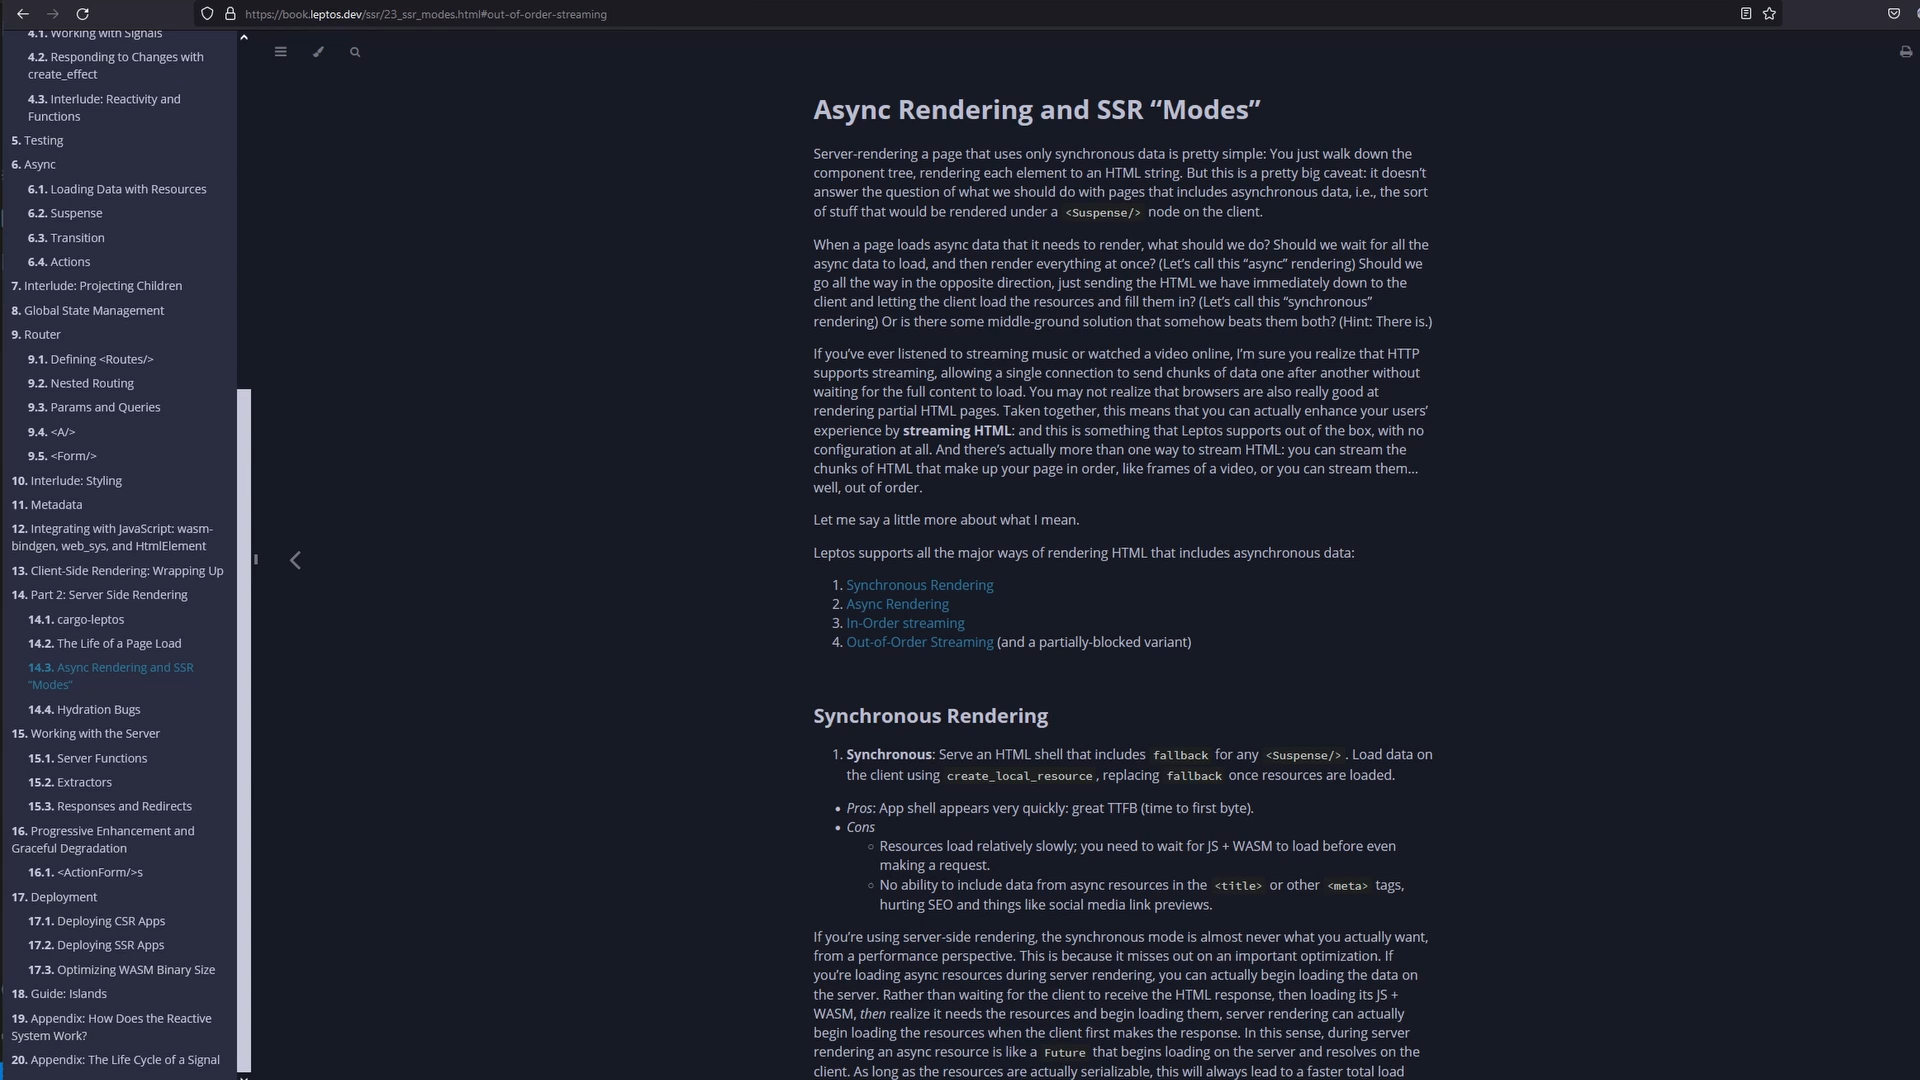 https://book.leptos.dev/ssr/23_ssr_modes.html#out-of-order-streaming
4.1. Working with Signals
4.2. Responding to Changes with
create_effect
4.3. Interlude: Reactivity and
Functions
5. Testing
6. Async
6.1. Loading Data with Resources
6.2. Suspense
6.3. Transition
6.4. Actions
7. Interlude: Projecting Children
8. Global State Management
9. Router
9.1. Defining <Routes/>
9.2. Nested Routing
9.3. Params and Queries
9.4. <A/>
9.5. <Form/>
10. Interlude: Styling
11. Metadata
12. Integrating with JavaScript: wasm-
bindgen, web_sys, and HtmlElement
13. Client-Side Rendering: Wrapping Up
14. Part 2: Server Side Rendering
14.1. cargo-leptos
14.2. The Life of a Page Load
14.3. Async Rendering and SSR
“Modes”
14.4. Hydration Bugs
15. Working with the Server
15.1. Server Functions
15.2. Extractors
15.3. Responses and Redirects
16. Progressive Enhancement and
Graceful Degradation
16.1. <ActionForm/>s
17. Deployment
17.1. Deploying CSR Apps
17.2. Deploying SSR Apps
17.3. Optimizing WASM Binary Size
18. Guide: Islands
19. Appendix: How Does the Reactive
System Work?
20. Appendix: The Life Cycle of a Signal
Async Rendering and SSR “Modes”
Server-rendering a page that uses only synchronous data is pretty simple: You just walk down the
component tree, rendering each element to an HTML string. But this is a pretty big caveat: it doesn’t
answer the question of what we should do with pages that includes asynchronous data, i.e., the sort
of stuff that would be rendered under a <Suspense/> node on the client.
When a page loads async data that it needs to render, what should we do? Should we wait for all the
async data to load, and then render everything at once? (Let’s call this “async” rendering) Should we
go all the way in the opposite direction, just sending the HTML we have immediately down to the
client and letting the client load the resources and fill them in? (Let’s call this “synchronous”
rendering) Or is there some middle-ground solution that somehow beats them both? (Hint: There is.)
If you’ve ever listened to streaming music or watched a video online, I’m sure you realize that HTTP
supports streaming, allowing a single connection to send chunks of data one after another without
waiting for the full content to load. You may not realize that browsers are also really good at
rendering partial HTML pages. Taken together, this means that you can actually enhance your users’
experience by streaming HTML: and this is something that Leptos supports out of the box, with no
configuration at all. And there’s actually more than one way to stream HTML: you can stream the
chunks of HTML that make up your page in order, like frames of a video, or you can stream them...
well, out of order.
Let me say a little more about what I mean.
Leptos supports all the major ways of rendering HTML that includes asynchronous data:
1. Synchronous Rendering
2. Async Rendering
3. In-Order streaming
4. Out-of-Order Streaming (and a partially-blocked variant)
Synchronous Rendering
1. Synchronous: Serve an HTML shell that includes fallback for any <Suspense/>. Load data on
the client using create_local_resource, replacing fallback once resources are loaded.
• Pros: App shell appears very quickly: great TTFB (time to first byte).
• Cons
○ Resources load relatively slowly; you need to wait for JS + WASM to load before even
making a request.
○ No ability to include data from async resources in the <title> or other <meta> tags,
hurting SEO and things like social media link previews.
If you’re using server-side rendering, the synchronous mode is almost never what you actually want,
from a performance perspective. This is because it misses out on an important optimization. If
you’re loading async resources during server rendering, you can actually begin loading the data on
the server. Rather than waiting for the client to receive the HTML response, then loading its JS +
WASM, then realize it needs the resources and begin loading them, server rendering can actually
begin loading the resources when the client first makes the response. In this sense, during server
rendering an async resource is like a Future that begins loading on the server and resolves on the
client. As long as the resources are actually serializable, this will always lead to a faster total load